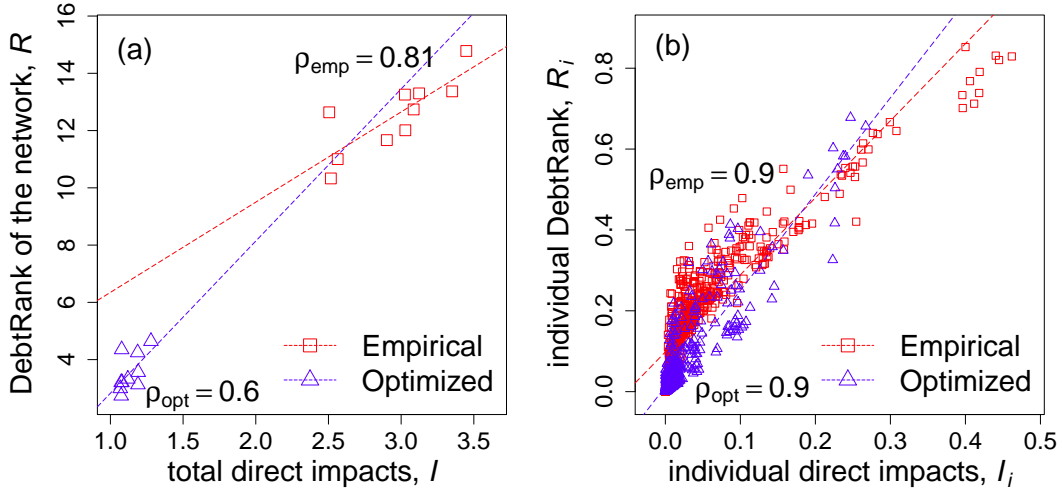 (a)
ρemp = 0.81
ρopt = 0.6
Empirical
Optimized
DebtRank of the network, R
16
14
12
10
8
6
4
1.0 1.5 2.0 2.5 3.0 3.5
total direct impacts, I
(b)
ρemp = 0.9
ρopt = 0.9
Empirical
Optimized
individual DebtRank, Ri
0.8
0.6
0.4
0.2
0.0
0.0 0.1 0.2 0.3 0.4 0.5
individual direct impacts, Ii